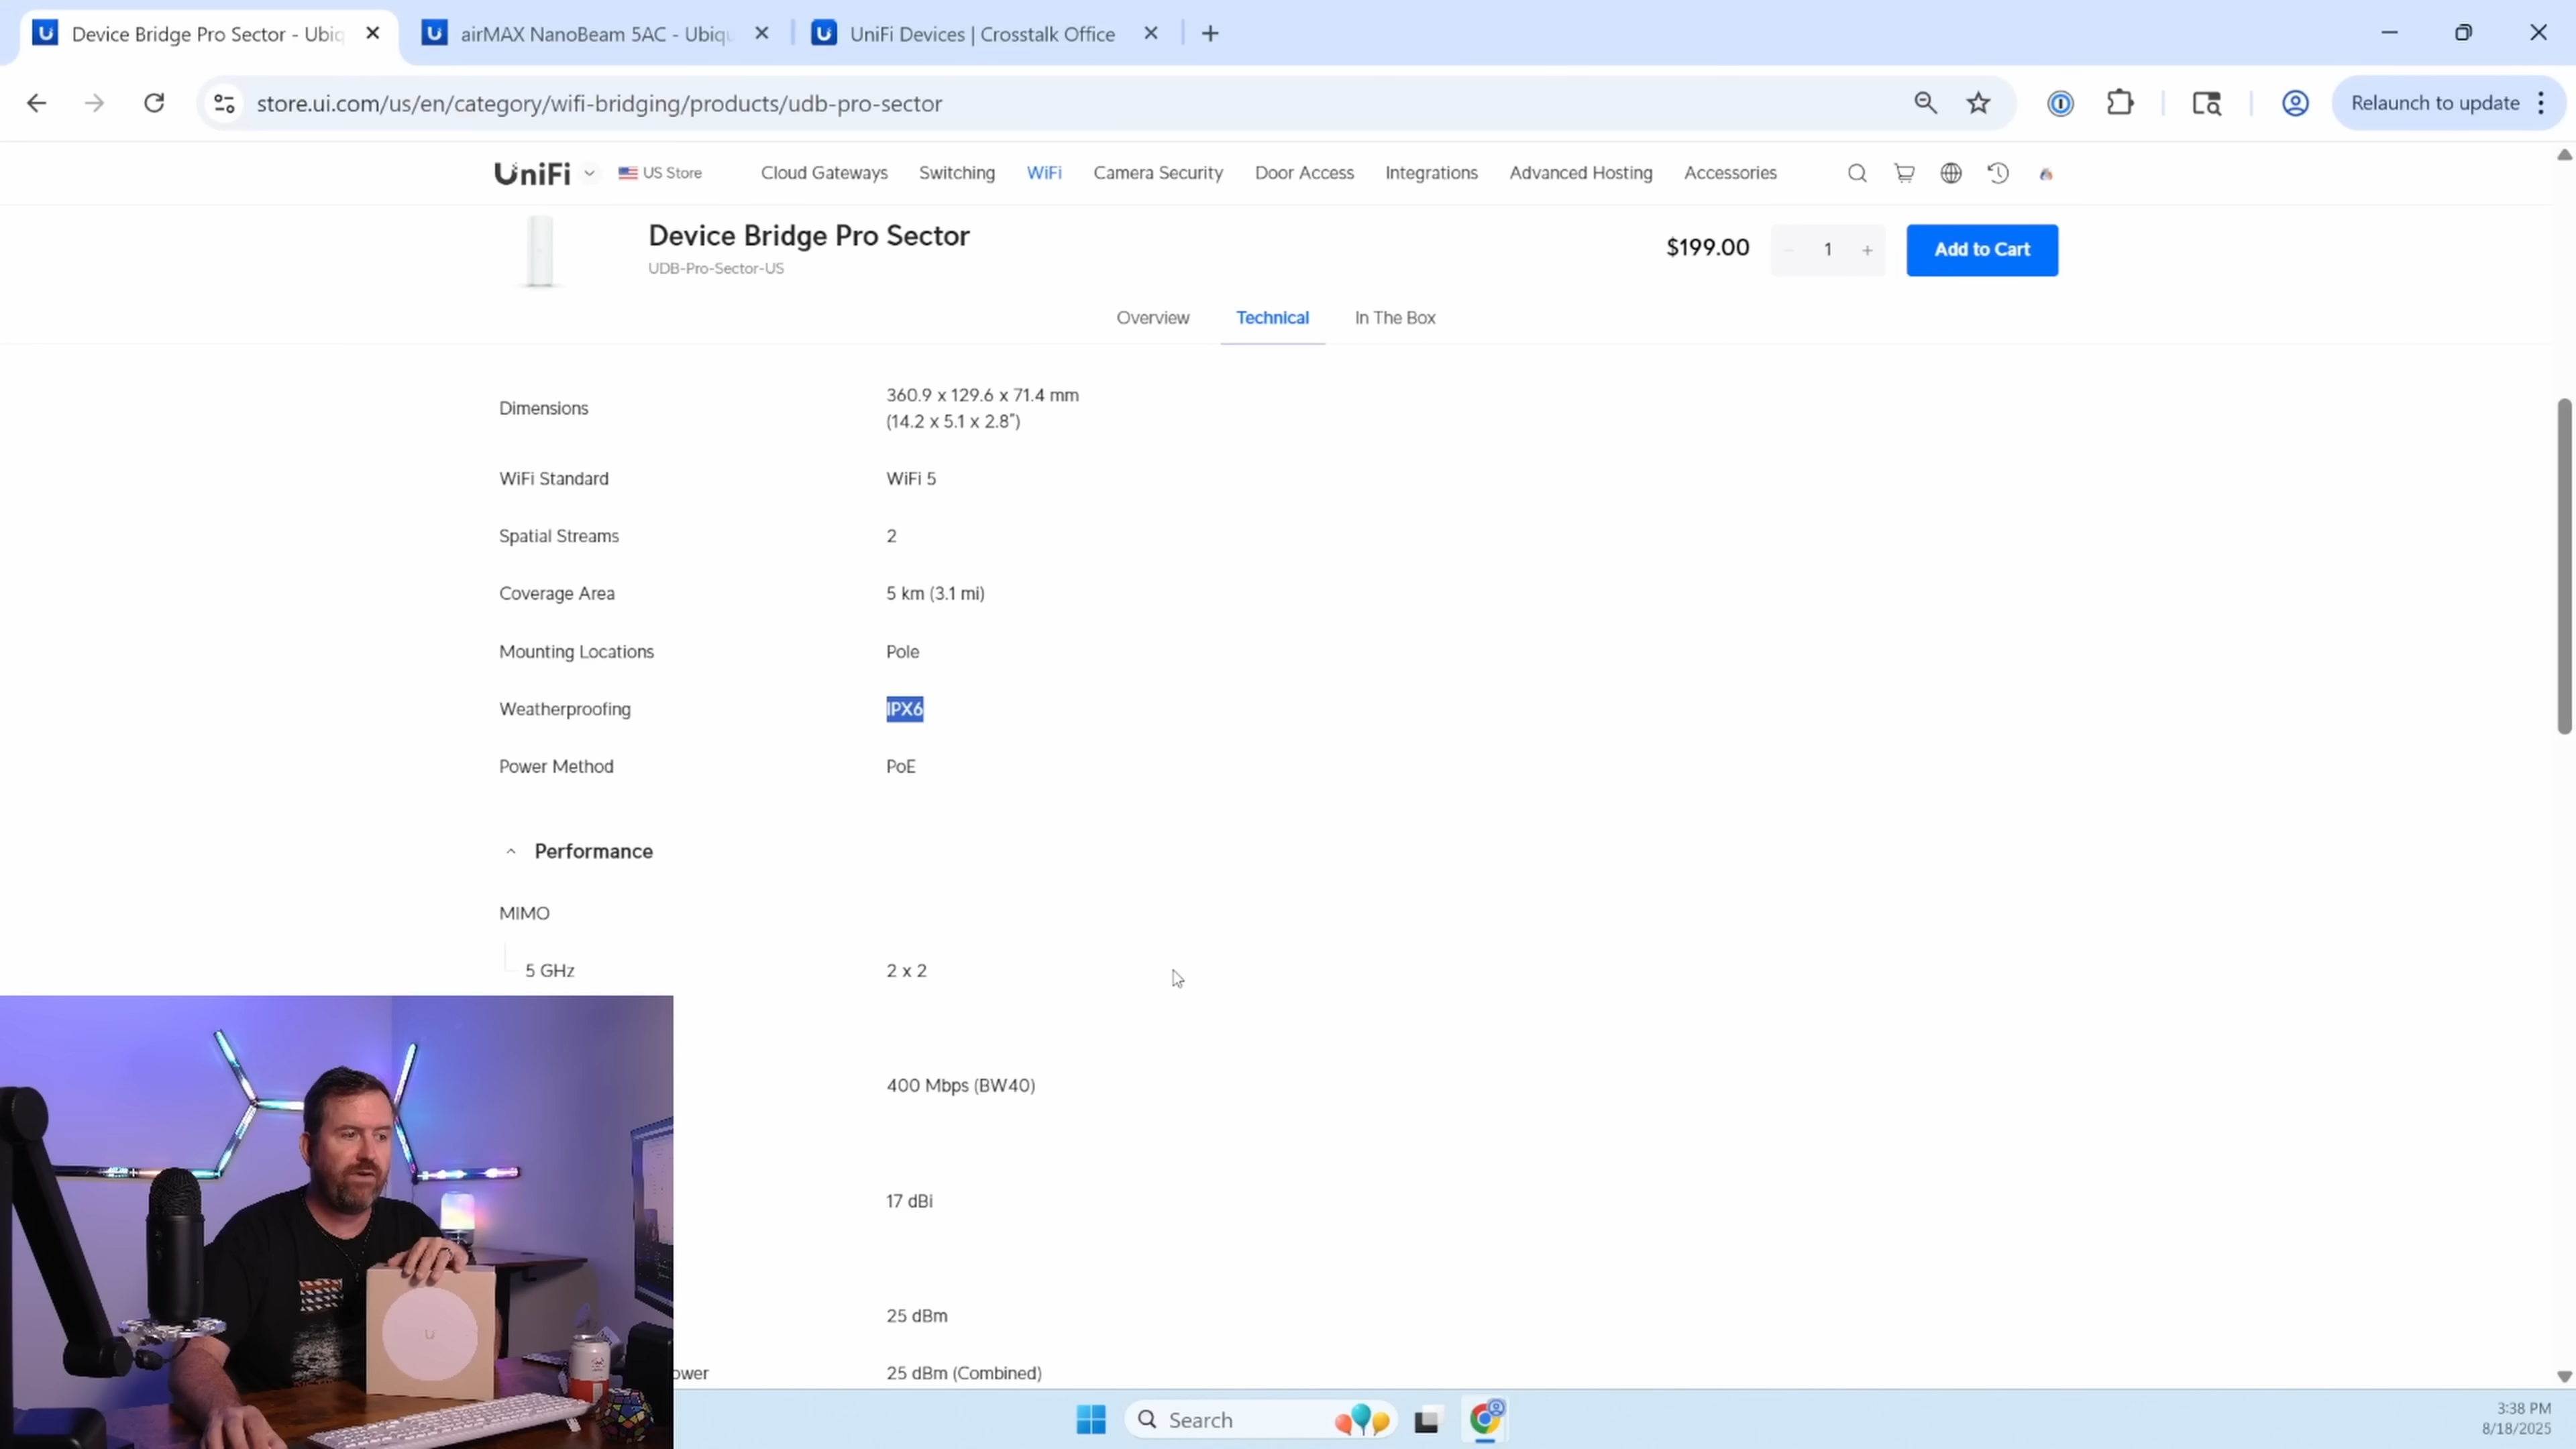 Device Bridge Pro Sector - Ubiq
airMAX NanoBeam 5AC - Ubiqu
UniFi Devices | Crosstalk Office
store.ui.com/us/en/category/wifi-bridging/products/udb-pro-sector
Relaunch to update
UniFi
US Store
Cloud Gateways
Switching
WiFi
Camera Security
Door Access
Integrations
Advanced Hosting
Accessories
Device Bridge Pro Sector
UDB-Pro-Sector-US
$199.00
1
Add to Cart
Overview
Technical
In The Box
Dimensions
360.9 x 129.6 x 71.4 mm
(14.2 x 5.1 x 2.8")
WiFi Standard
WiFi 5
Spatial Streams
2
Coverage Area
5 km (3.1 mi)
Mounting Locations
Pole
Weatherproofing
IPX6
Power Method
PoE
Performance
MIMO
5 GHz
2 x 2
400 Mbps (BW40)
17 dBi
25 dBm
ower
25 dBm (Combined)
Search
3:38 PM
8/18/2025